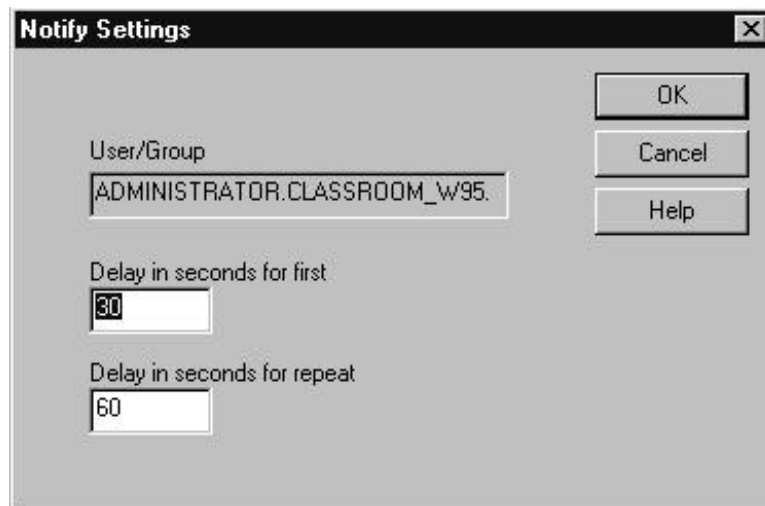 Notify Settings
OK
User/Group
Cancel
ADMINISTRATOR.CLASSROOM_W95.
Help
Delay in seconds for first
30
Delay in seconds for repeat
60